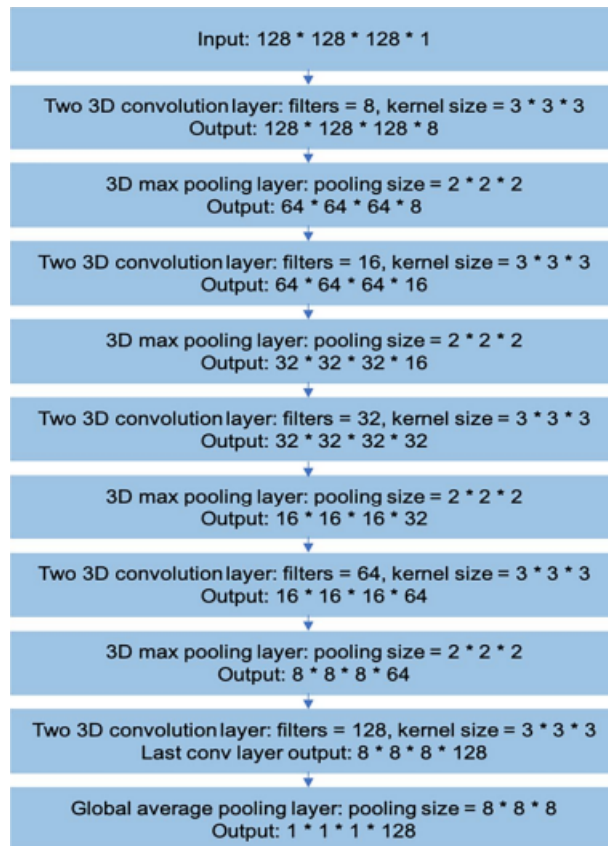 Input: 128 * 128 * 128 * 1
Two 3D convolution layer: filters = 8, kernel size = 3 * 3 * 3
Output: 128 * 128 * 128 * 8
3D max pooling layer: pooling size = 2 * 2 * 2
Output: 64 * 64 * 64 * 8
Two 3D convolution layer: filters = 16, kernel size = 3 * 3 * 3
Output: 64 * 64 * 64 * 16
3D max pooling layer: pooling size = 2 * 2 * 2
Output: 32 * 32 * 32 * 16
Two 3D convolution layer: filters = 32, kernel size = 3 * 3 * 3
Output: 32 * 32 * 32 * 32
3D max pooling layer: pooling size = 2 * 2 * 2
Output: 16 * 16 * 16 * 32
Two 3D convolution layer: filters = 64, kernel size = 3 * 3 * 3
Output: 16 * 16 * 16 * 64
3D max pooling layer: pooling size = 2 * 2 * 2
Output: 8 * 8 * 8 * 64
Two 3D convolution layer: filters = 128, kernel size = 3 * 3 * 3
Last conv layer output: 8 * 8 * 8 * 128
Global average pooling layer: pooling size = 8 * 8 * 8
Output: 1 * 1 * 1 * 128